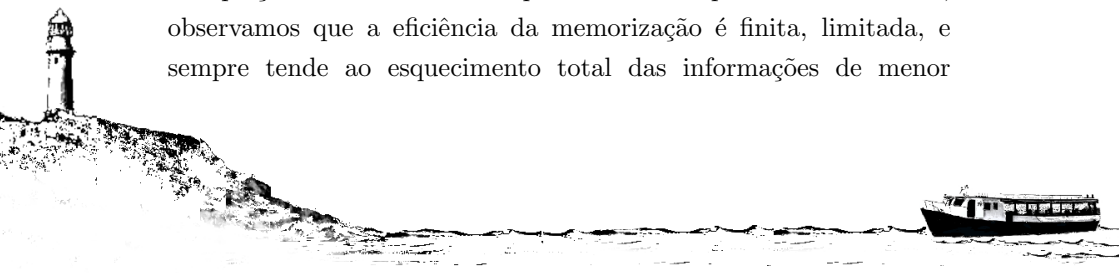 observamos que a eficiência da memorização é finita, limitada, e
sempre tende ao esquecimento total das informações de menor